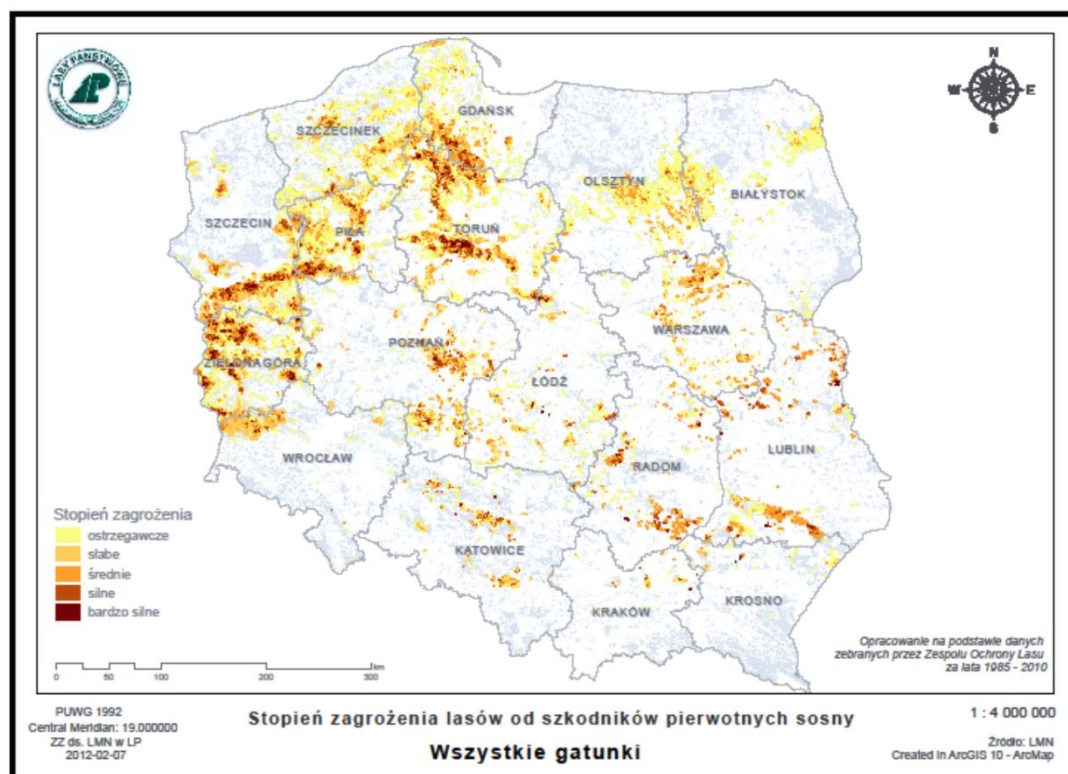 LASY PAŃSTWOWE
N
W E
S
GDAŃSK
SZCZECINEK
OLSZTYN
BIAŁYSTOK
SZCZECIN
PIŁA
TORUŃ
WARSZAWA
POZNAŃ
ZIELONA GÓRA
ŁÓDŹ
LUBLIN
WROCŁAW
RADOM
KATOWICE
KRAKÓW
KROSNO
Stopień zagrożenia
ostrzegawcze
słabe
średnie
silne
bardzo silne
0 50 100 200 300 km
Opracowanie na podstawie danych
zebranych przez Zespołu Ochrony Lasu
za lata 1985 - 2010
PUWG 1992
Central Meridian: 19.000000
ZZ ds. LMN w LP
2012-02-07
Stopień zagrożenia lasów od szkodników pierwotnych sosny
Wszystkie gatunki
1 : 4 000 000
Źródło: LMN
Created in ArcGIS 10 - ArcMap